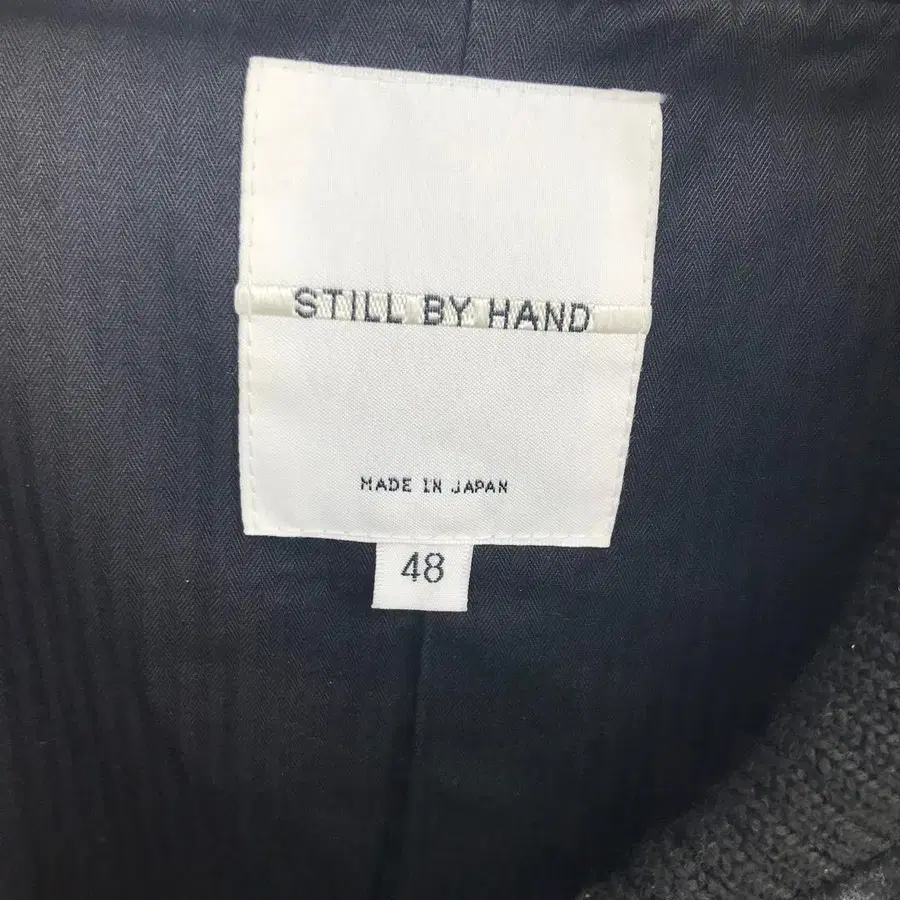 STILL BY HAND
MADE IN JAPAN
48